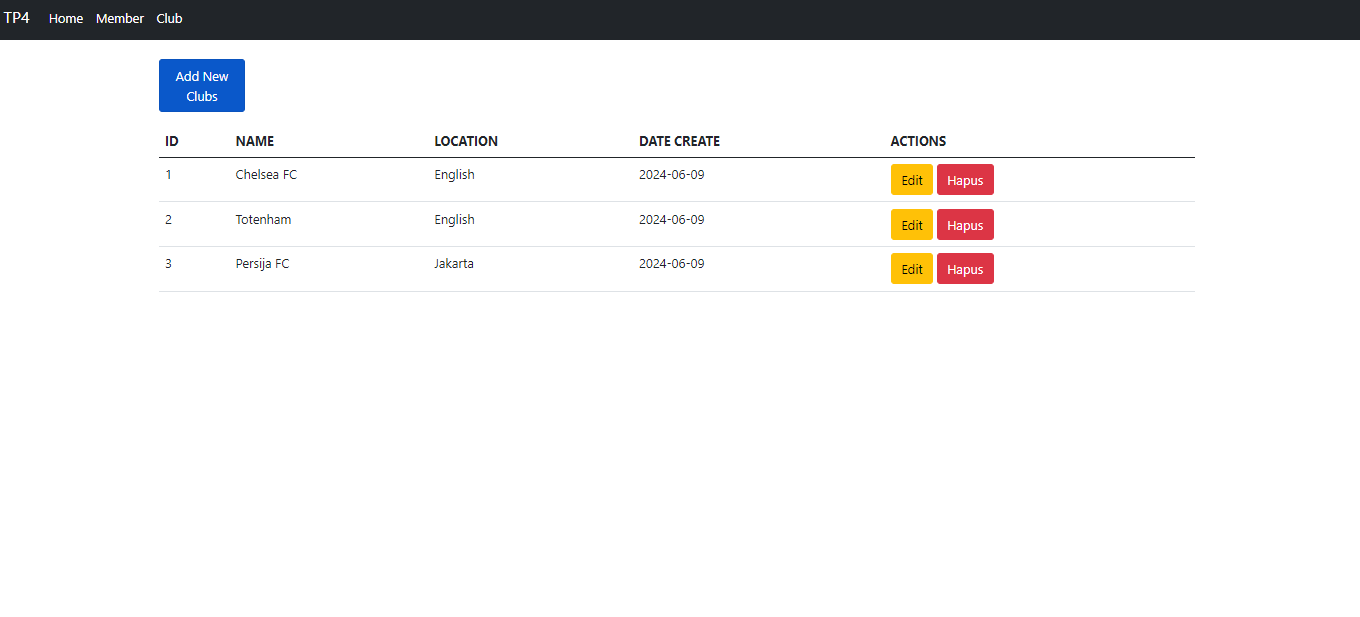 TP4 Home Member Club
Add New
Clubs
ID NAME LOCATION DATE CREATE ACTIONS
1 Chelsea FC English 2024-06-09 Edit Hapus
2 Totenham English 2024-06-09 Edit Hapus
3 Persija FC Jakarta 2024-06-09 Edit Hapus